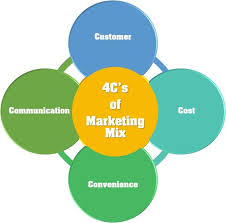 Customer
Communication
4C's
of
Marketing
Mix
Cost
Convenience